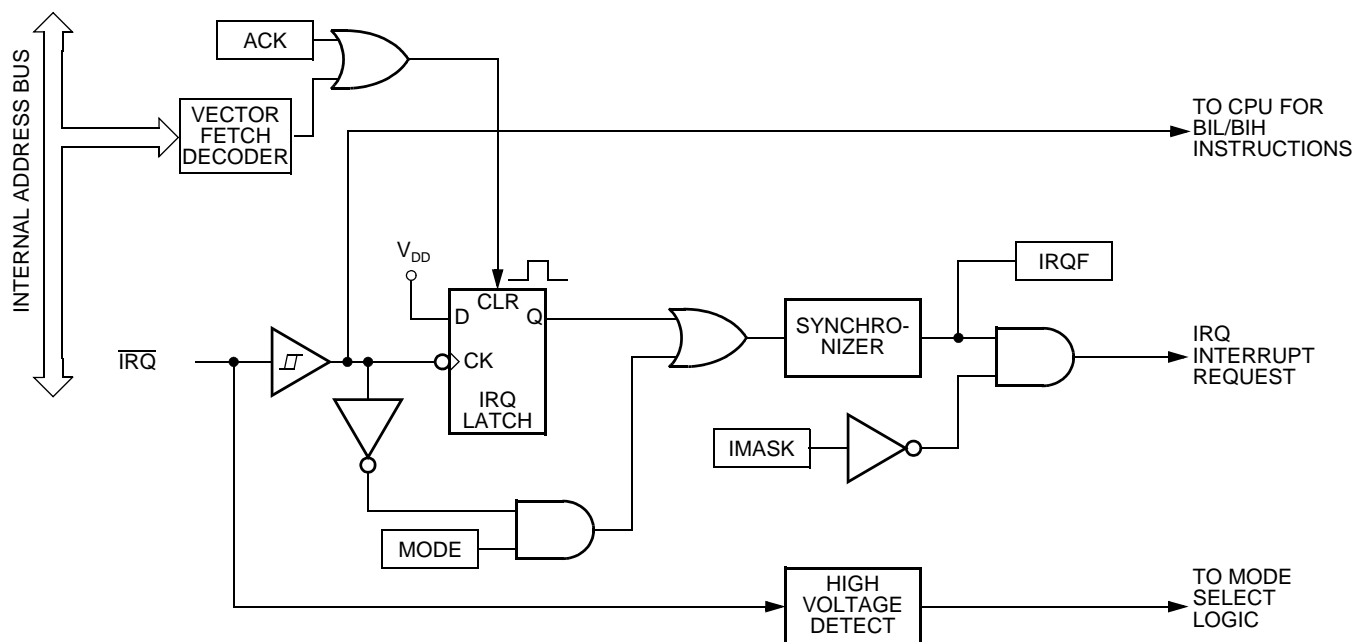 INTERNAL ADDRESS BUS
ACK
VECTOR
FETCH
DECODER
TO CPU FOR
BIL/BIH
INSTRUCTIONS
VDD
IRQF
CLR
D
Q
CK
IRQ
LATCH
SYNCHRO-
NIZER
IRQ
IRQ
INTERRUPT
REQUEST
IMASK
MODE
HIGH
VOLTAGE
DETECT
TO MODE
SELECT
LOGIC